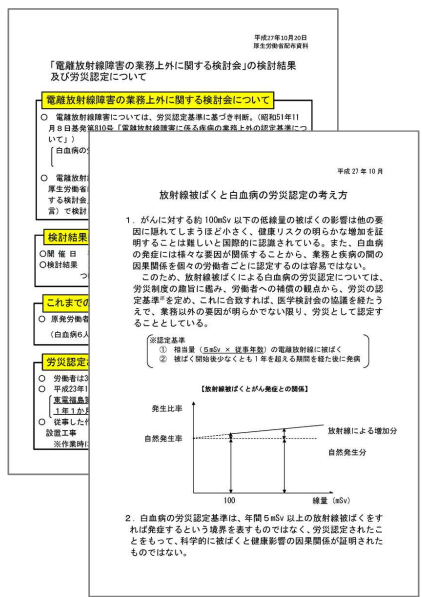 平成27年10月20日
厚生労働省配布資料
「電離放射線障害の業務上外に関する検討会」の検討結果
及び労災認定について
電離放射線障害の業務上外に関する検討会について
○ 電離放射線障害については、労災認定基準に基づき判断。（昭和51年11
月８日基発第810号「電離放射線障害に係る疾病の業務上外の認定基準につ
いて」）
白血病の
○ 電離放射
厚生労働省
する検討会
言）で検討
検討結果
○開 催 日
○検討結果
つ
これまでの
○ 原発労働者
（白血病６人
労災認定
○ 労働者は3
○ 平成23年1
東電福島第
１年１か月
○ 従事した作
設置工事
※作業時に
平成 27 年 10 月
放射線被ばくと白血病の労災認定の考え方
１．がんに対する約 100mSv 以下の低線量の被ばくの影響は他の要
因に隠れてしまうほど小さく、健康リスクの明らかな増加を証
明することは難しいと国際的に認識されている。また、白血病
の発症には様々な要因が関係することから、業務と疾病の間の
因果関係を個々の労働者ごとに認定するのは容易ではない。
このため、放射線被ばくによる白血病の労災認定については、
労災制度の趣旨に鑑み、労働者への補償の観点から、労災の認
定基準※を定め、これに合致すれば、医学検討会の協議を経たう
えで、業務以外の要因が明らかでない限り、労災として認定す
ることとしている。
※認定基準
① 相当量（５mSv × 従事年数）の電離放射線に被ばく
② 被ばく開始後少なくとも１年を超える期間を経た後に発病
【放射線被ばくとがん発症との関係】
発生比率
自然発生率
放射線による増加分
自然発生分
100
線量（mSv）
２．白血病の労災認定基準は、年間５mSv 以上の放射線被ばくをす
れば発症するという境界を表すものではなく、労災認定されたこ
とをもって、科学的に被ばくと健康影響の因果関係が証明された
ものではない。